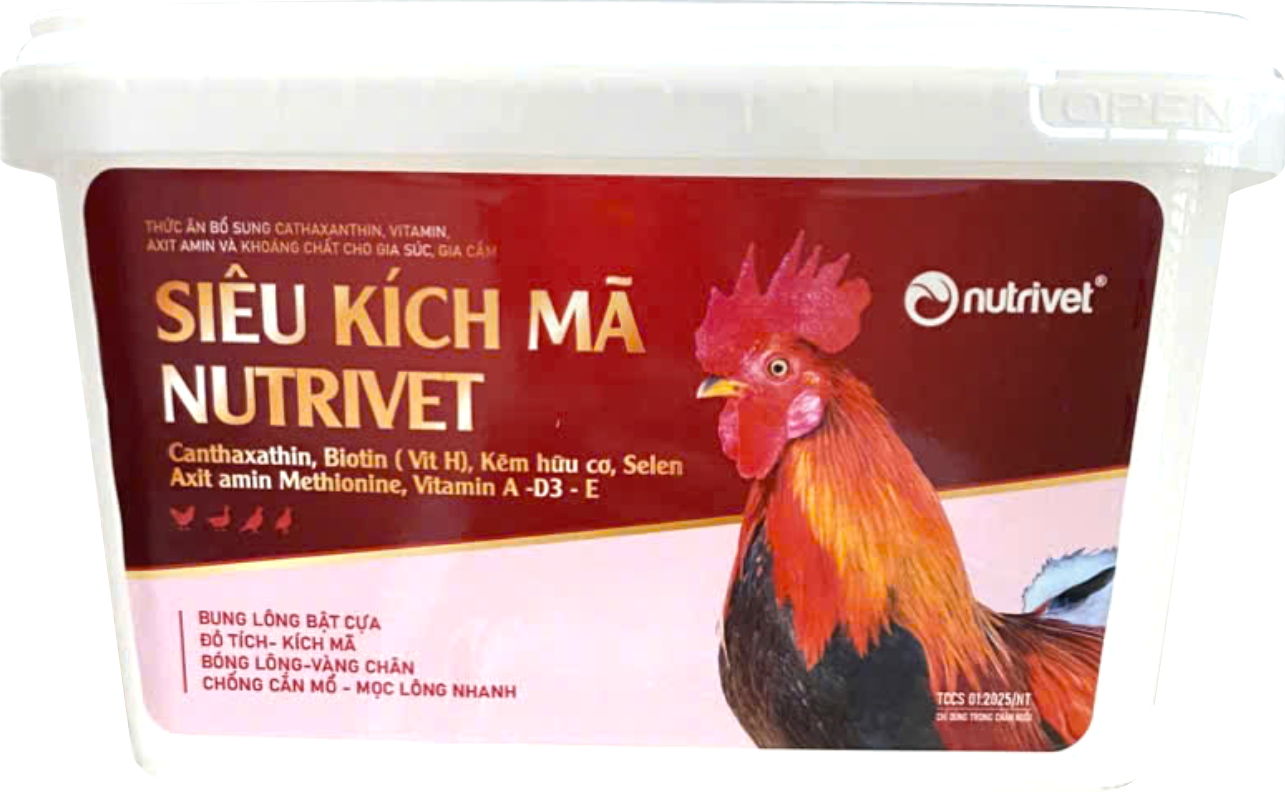 OPEN
THỨC ĂN BỔ SUNG CATHAXANTHIN, VITAMIN,
AXIT AMIN VÀ KHOÁNG CHẤT CHO GIA SÚC, GIA CẦM
SIÊU KÍCH MÃ
NUTRIVET
nutrivet®
Canthaxathin, Biotin ( Vit H), Kẽm hữu cơ, Selen
Axit amin Methionine, Vitamin A -D3 - E
BUNG LÔNG BẬT CỰA
ĐỎ TÍCH- KÍCH MÃ
BÓNG LÔNG-VÀNG CHÂN
CHỐNG CẮN MỔ - MỌC LÔNG NHANH
TCCS 01:2025/NT
CHỈ DÙNG TRONG CHĂN NUÔI